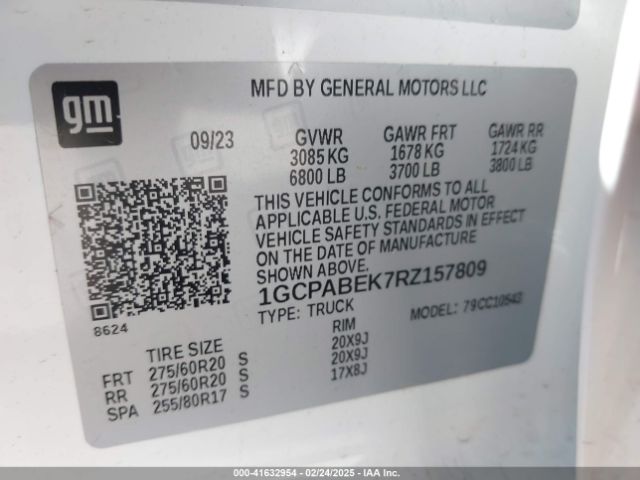 gm
MFD BY GENERAL MOTORS LLC
09/23 GVWR GAWR FRT GAWR RR
3085 KG 1678 KG 1724 KG
6800 LB 3700 LB 3800 LB
THIS VEHICLE CONFORMS TO ALL
APPLICABLE U.S. FEDERAL MOTOR
VEHICLE SAFETY STANDARDS IN EFFECT
ON THE DATE OF MANUFACTURE
SHOWN ABOVE
1GCPABEK7RZ157809
8624 TYPE: TRUCK MODEL: 79CC10543
TIRE SIZE RIM
FRT 275/60R20 S 20X9J
RR 275/60R20 S 20X9J
SPA 255/80R17 S 17X8J
000-41632954 - 02/24/2025 - IAA Inc.